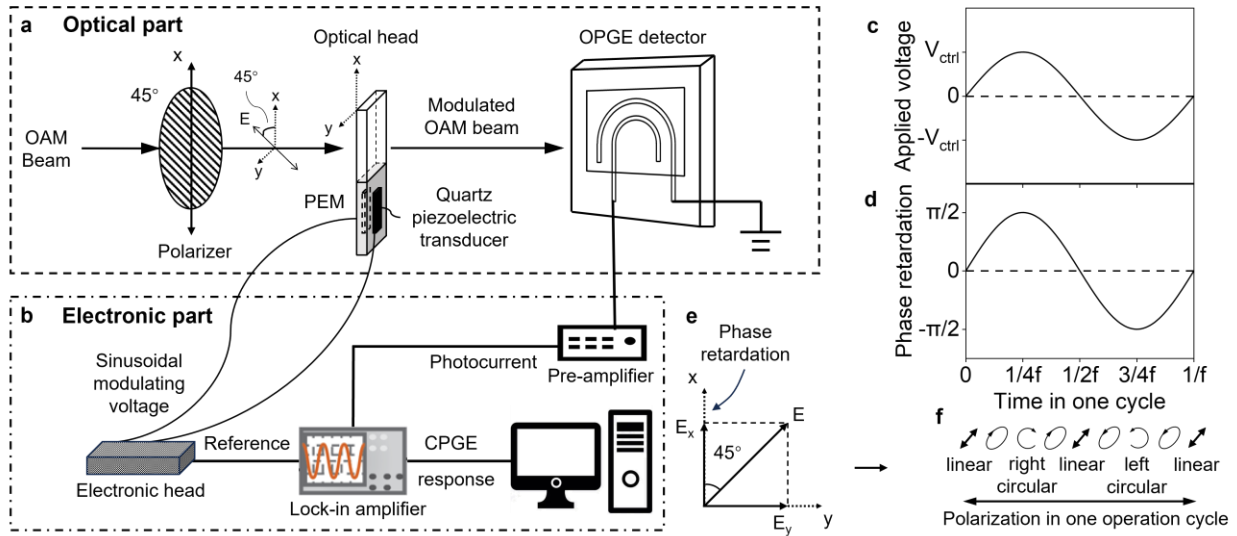 a Optical part
x
45°
OAM
Beam
Polarizer
45°
x
E
y
Optical head
x
y
PEM
Quartz
piezoelectric
transducer
Modulated
OAM beam
OPGE detector
b Electronic part
Sinusoidal
modulating
voltage
Electronic head
Reference
Lock-in amplifier
Photocurrent
Pre-amplifier
CPGE
response
c
Applied voltage
Vctrl
0
-Vctrl
d
Phase retardation
π/2
0
-π/2
0 1/4f 1/2f 3/4f 1/f
Time in one cycle
e
Phase
retardation
x
Ex
E
45°
Ey
y
f
linear right linear left linear
circular circular
Polarization in one operation cycle